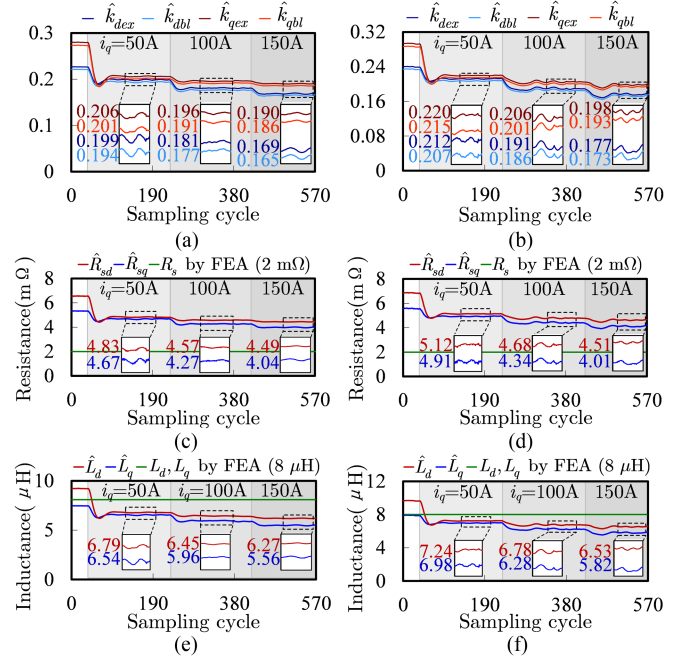 k̂dex k̂dbl k̂qex k̂qbl
0.3
0.2
0.1
0
iq=50A 100A 150A
0.206 0.196 0.190
0.201 0.191 0.186
0.199 0.181 0.169
0.194 0.177 0.165
0 190 380 570
Sampling cycle
(a)
k̂dex k̂dbl k̂qex k̂qbl
0.36
0.24
0.12
0
iq=50A 100A 150A
0.220 0.206 0.198
0.215 0.201 0.193
0.212 0.191 0.177
0.207 0.186 0.173
0 190 380 570
Sampling cycle
(b)
R̂sd R̂sq Rs by FEA (2 mΩ)
Resistance(mΩ)
8
6
4
2
0
iq=50A 100A 150A
4.83 4.57 4.49
4.67 4.27 4.04
0 190 380 570
Sampling cycle
(c)
R̂sd R̂sq Rs by FEA (2 mΩ)
Resistance(mΩ)
8
6
4
2
0
iq=50A 100A 150A
5.12 4.68 4.51
4.91 4.34 4.01
0 190 380 570
Sampling cycle
(d)
L̂d L̂q Ld, Lq by FEA (8 μH)
Inductance( μH)
10
8
6
4
2
0
iq=50A iq=100A 150A
6.79 6.45 6.27
6.54 5.96 5.56
0 190 380 570
Sampling cycle
(e)
L̂d L̂q Ld, Lq by FEA (8 μH)
Inductance( μH)
12
8
4
0
iq=50A iq=100A 150A
7.24 6.78 6.53
6.98 6.28 5.82
0 190 380 570
Sampling cycle
(f)